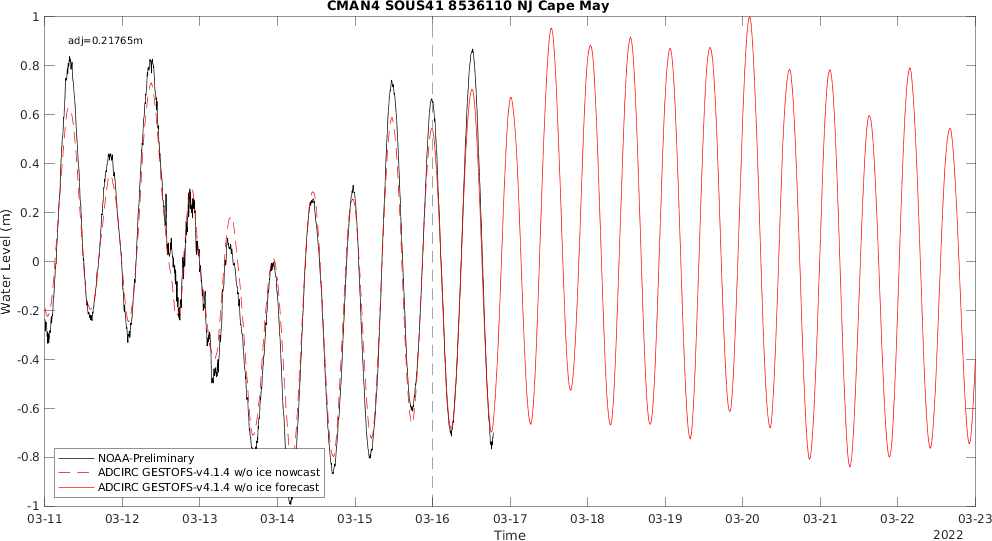 CMAN4 SOUS41 8536110 NJ Cape May
adj=0.21765m
Water Level (m)
1
0.8
0.6
0.4
0.2
0
-0.2
-0.4
-0.6
-0.8
-1
NOAA-Preliminary
ADCIRC GESTOFS-v4.1.4 w/o ice nowcast
ADCIRC GESTOFS-v4.1.4 w/o ice forecast
03-11 03-12 03-13 03-14 03-15 03-16 03-17 03-18 03-19 03-20 03-21 03-22 03-23
Time
2022